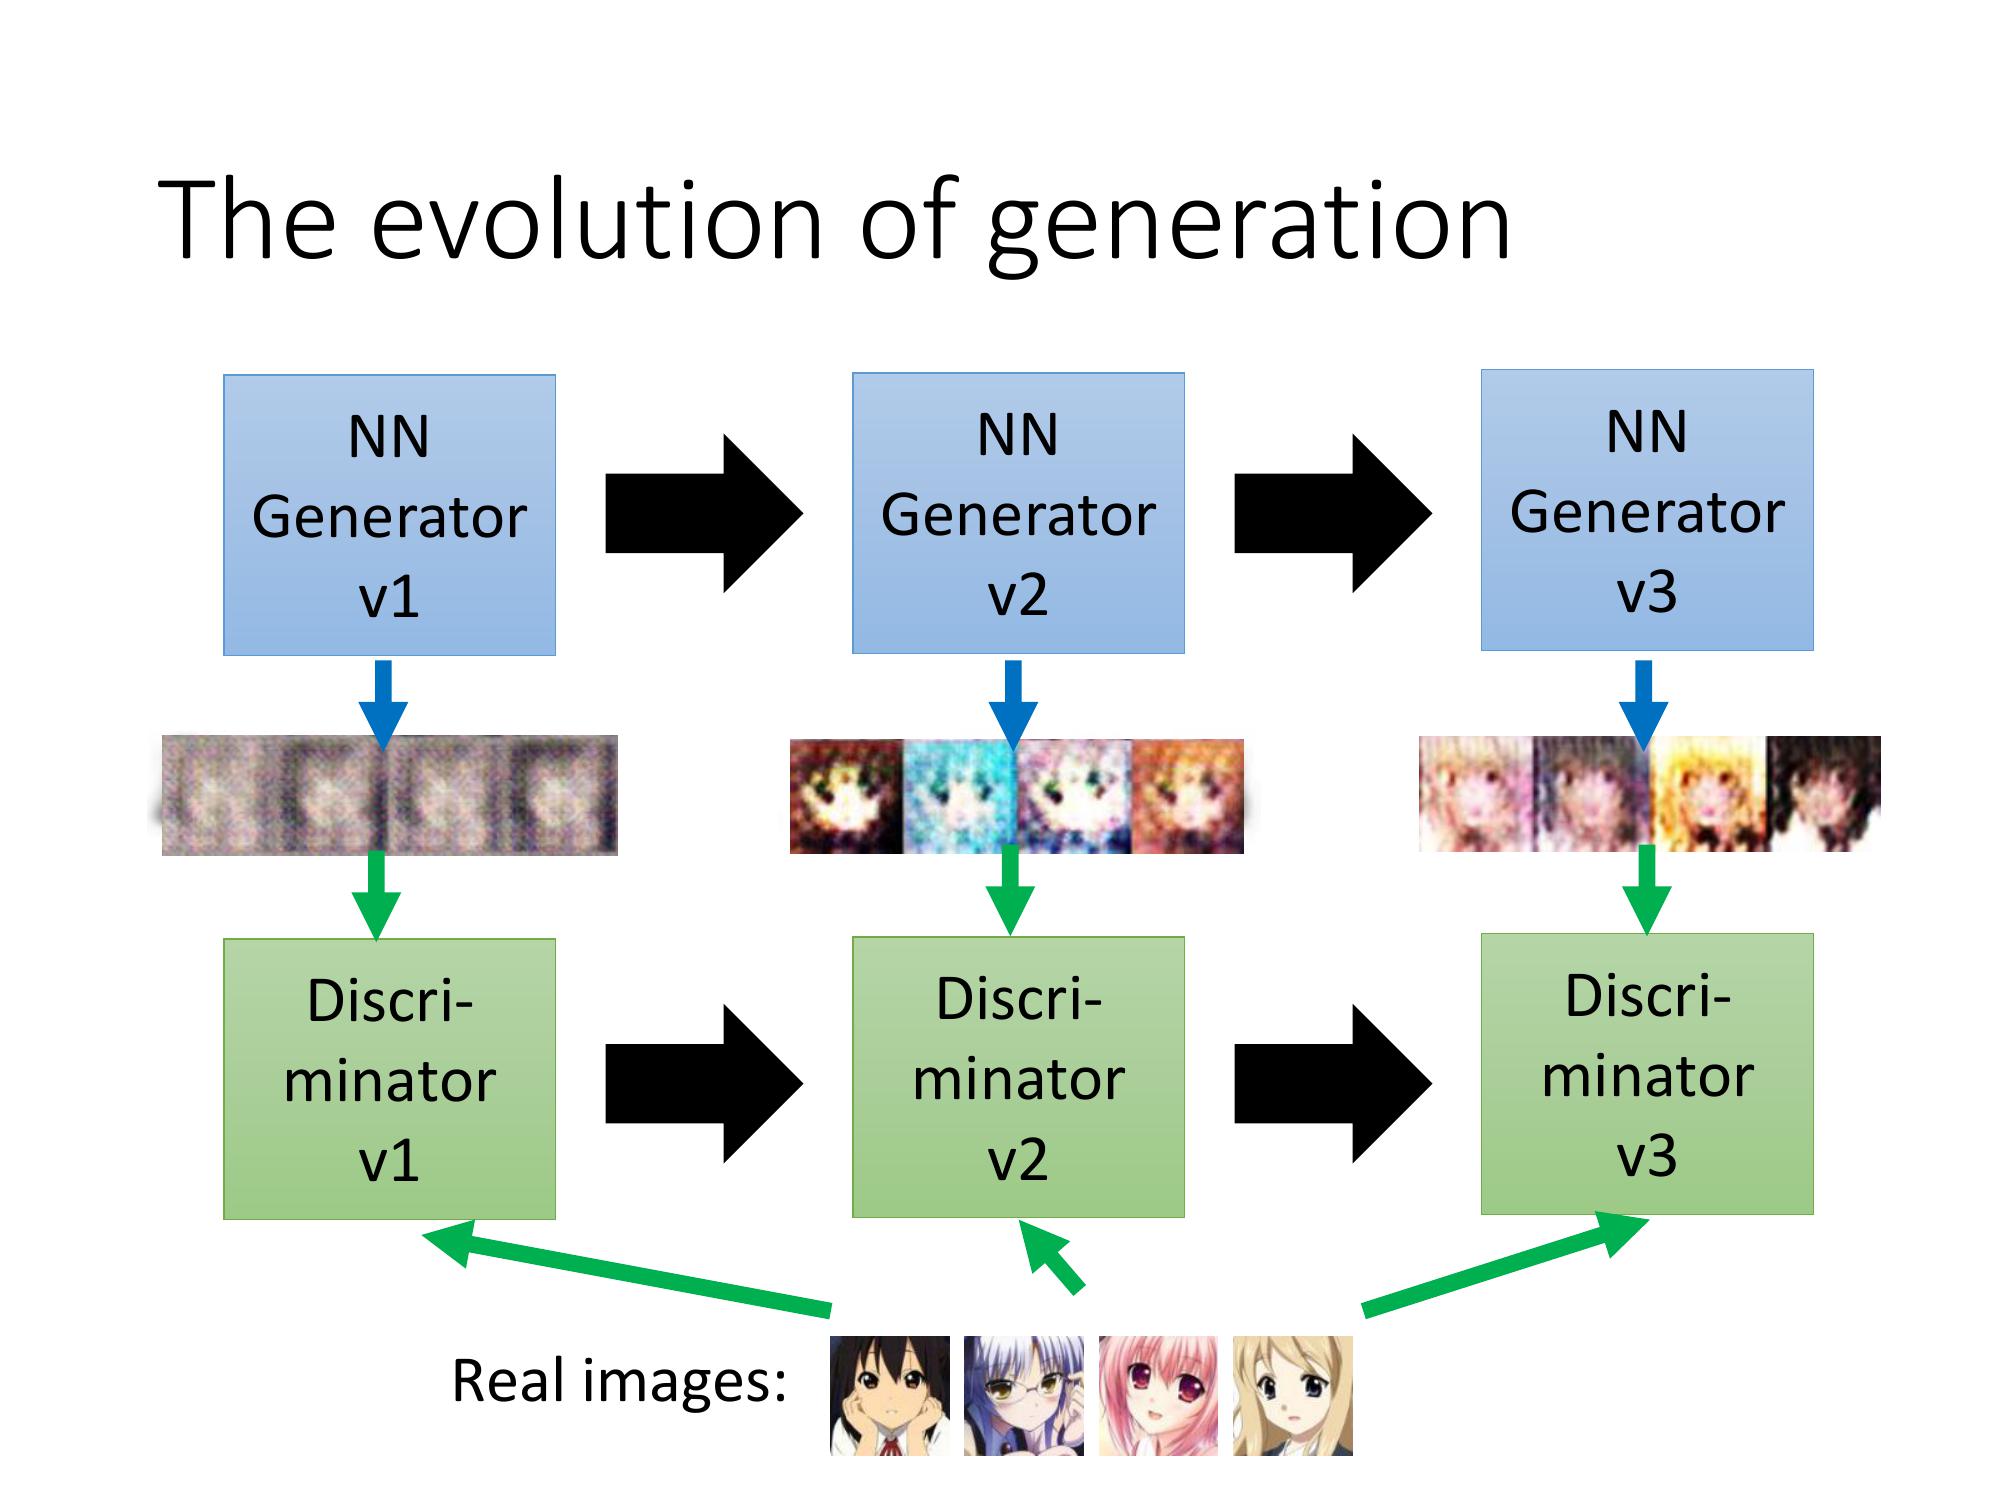 The evolution of generation
NN
Generator
v1
NN
Generator
v2
NN
Generator
v3
Discri-
minator
v1
Discri-
minator
v2
Discri-
minator
v3
Real images: